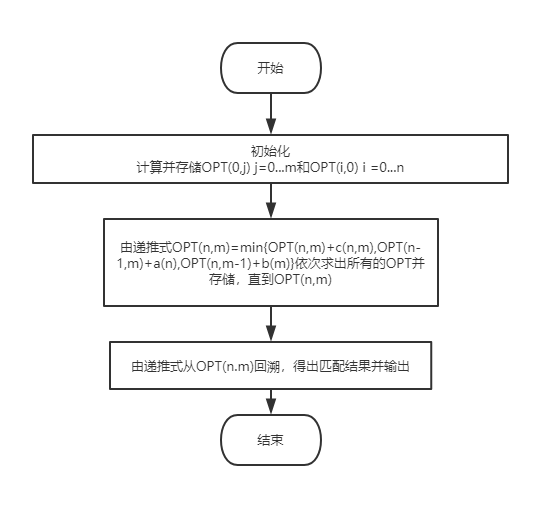 开始
初始化
计算并存储OPT(0,j) j=0...m和OPT(i,0) i =0...n
由递推式OPT(n,m)=min{OPT(n,m)+c(n,m),OPT(n-
1,m)+a(n),OPT(n,m-1)+b(m)}依次求出所有的OPT并
存储，直到OPT(n,m)
由递推式从OPT(n.m)回溯，得出匹配结果并输出
结束